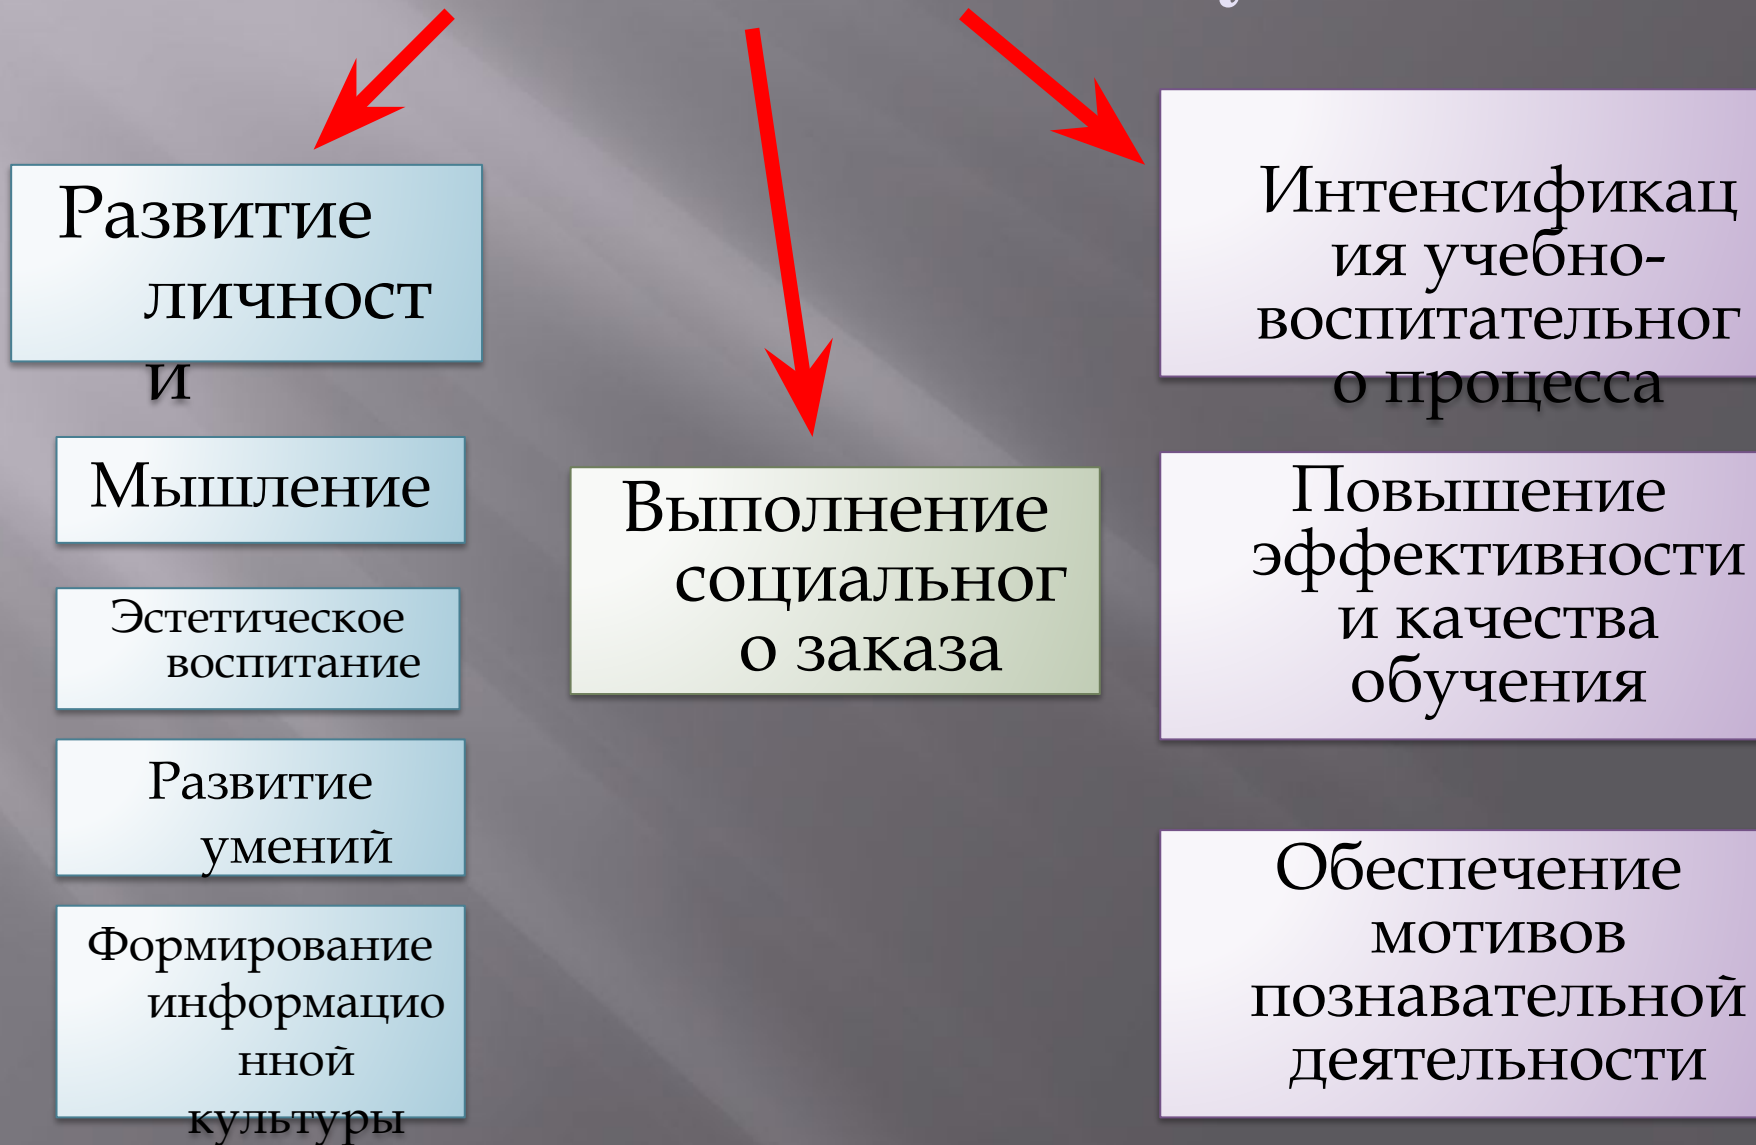 Развитие
личност
и
Мышление
Эстетическое
воспитание
Развитие
умений
Формирование
информацио
нной
культуры
Выполнение
социальног
о заказа
Интенсификац
ия учебно-
воспитательног
о процесса
Повышение
эффективности
и качества
обучения
Обеспечение
мотивов
познавательной
деятельности